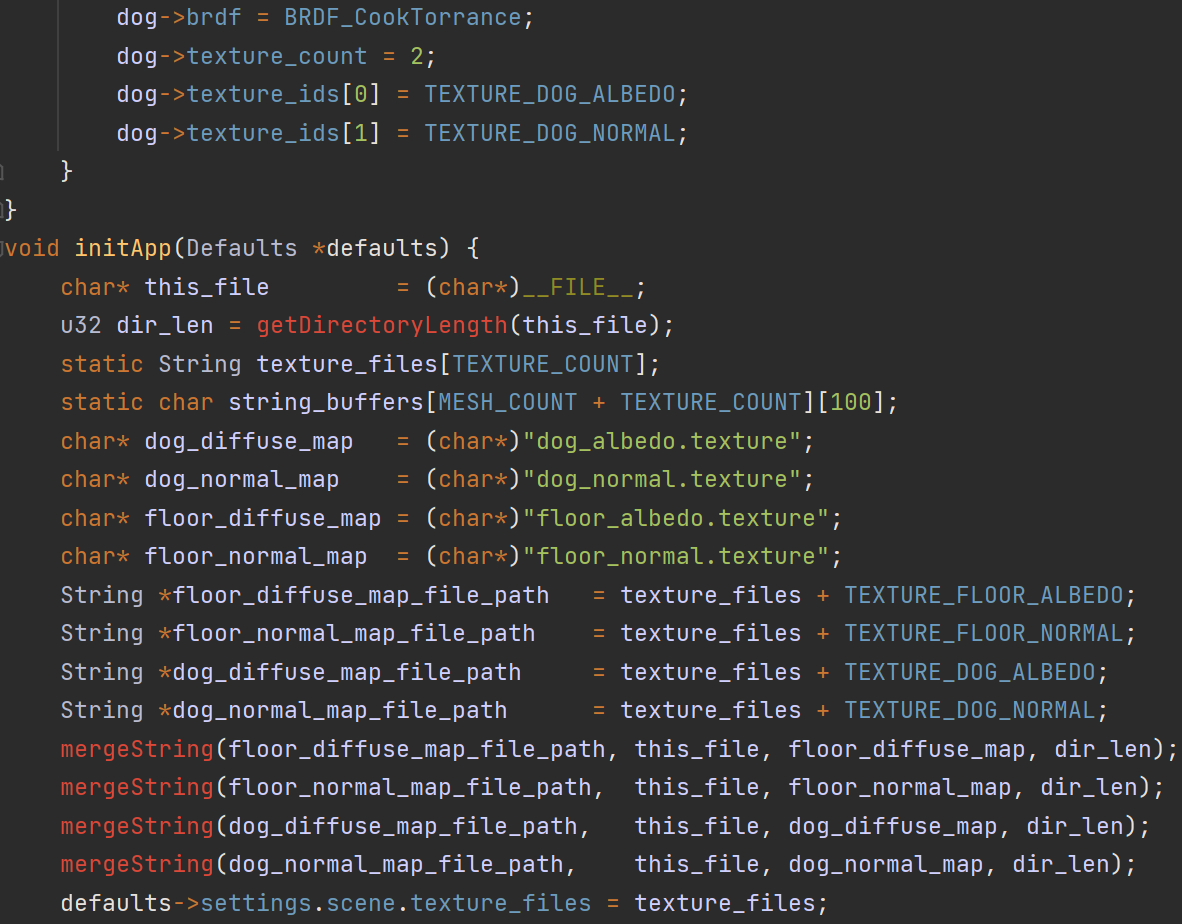 dog->brdf = BRDF_CookTorrance;
        dog->texture_count = 2;
        dog->texture_ids[0] = TEXTURE_DOG_ALBEDO;
        dog->texture_ids[1] = TEXTURE_DOG_NORMAL;
    }
}
void initApp(Defaults *defaults) {
    char* this_file         = (char*)__FILE__;
    u32 dir_len = getDirectoryLength(this_file);
    static String texture_files[TEXTURE_COUNT];
    static char string_buffers[MESH_COUNT + TEXTURE_COUNT][100];
    char* dog_diffuse_map   = (char*)"dog_albedo.texture";
    char* dog_normal_map    = (char*)"dog_normal.texture";
    char* floor_diffuse_map = (char*)"floor_albedo.texture";
    char* floor_normal_map  = (char*)"floor_normal.texture";
    String *floor_diffuse_map_file_path   = texture_files + TEXTURE_FLOOR_ALBEDO;
    String *floor_normal_map_file_path    = texture_files + TEXTURE_FLOOR_NORMAL;
    String *dog_diffuse_map_file_path     = texture_files + TEXTURE_DOG_ALBEDO;
    String *dog_normal_map_file_path      = texture_files + TEXTURE_DOG_NORMAL;
    mergeString(floor_diffuse_map_file_path, this_file, floor_diffuse_map, dir_len);
    mergeString(floor_normal_map_file_path,  this_file, floor_normal_map, dir_len);
    mergeString(dog_diffuse_map_file_path,   this_file, dog_diffuse_map, dir_len);
    mergeString(dog_normal_map_file_path,    this_file, dog_normal_map, dir_len);
    defaults->settings.scene.texture_files = texture_files;